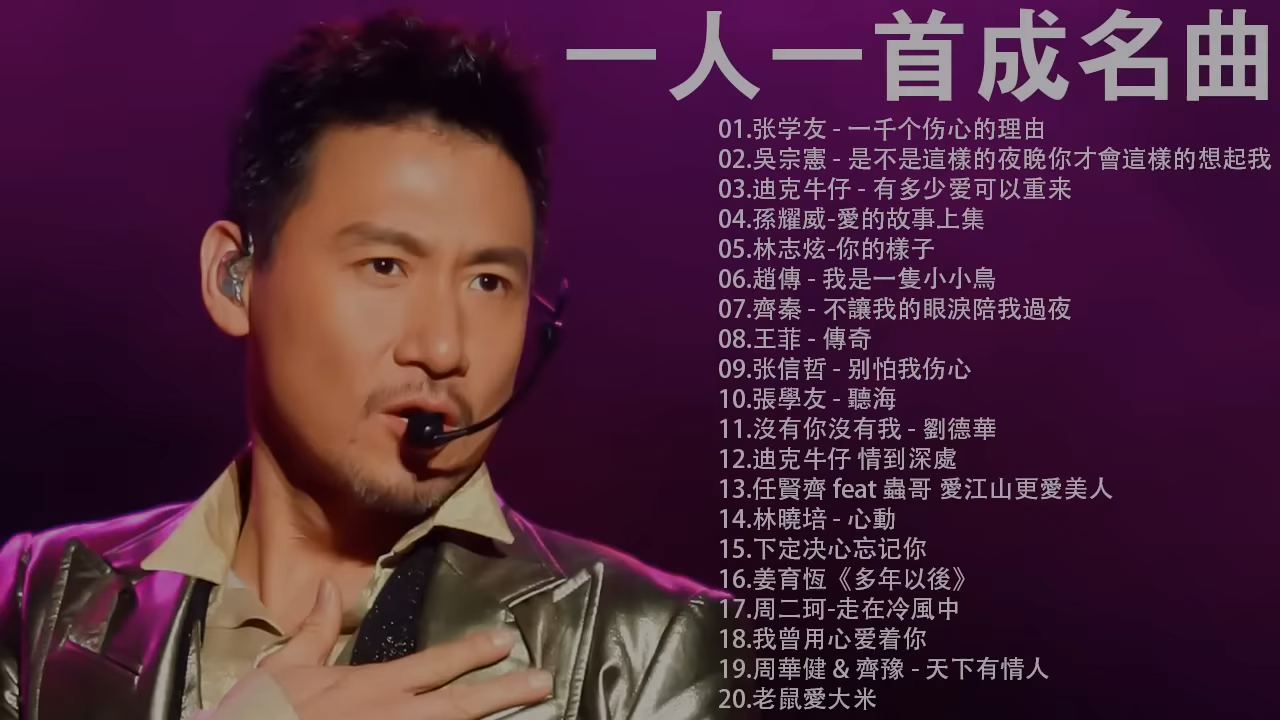 一人一首成名曲
01.张学友 - 一千个伤心的理由
02.吳宗憲 - 是不是這樣的夜晚你才會這樣的想起我
03.迪克牛仔 - 有多少爱可以重来
04.孫耀威-愛的故事上集
05.林志炫-你的樣子
06.趙傳 - 我是一隻小小鳥
07.齊秦 - 不讓我的眼淚陪我過夜
08.王菲 - 傳奇
09.张信哲 - 别怕我伤心
10.張學友 - 聽海
11.沒有你沒有我 - 劉德華
12.迪克牛仔 情到深處
13.任賢齊 feat 蟲哥 愛江山更愛美人
14.林曉培 - 心動
15.下定决心忘记你
16.姜育恆《多年以後》
17.周二珂-走在冷風中
18.我曾用心爱着你
19.周華健 & 齊豫 - 天下有情人
20.老鼠愛大米